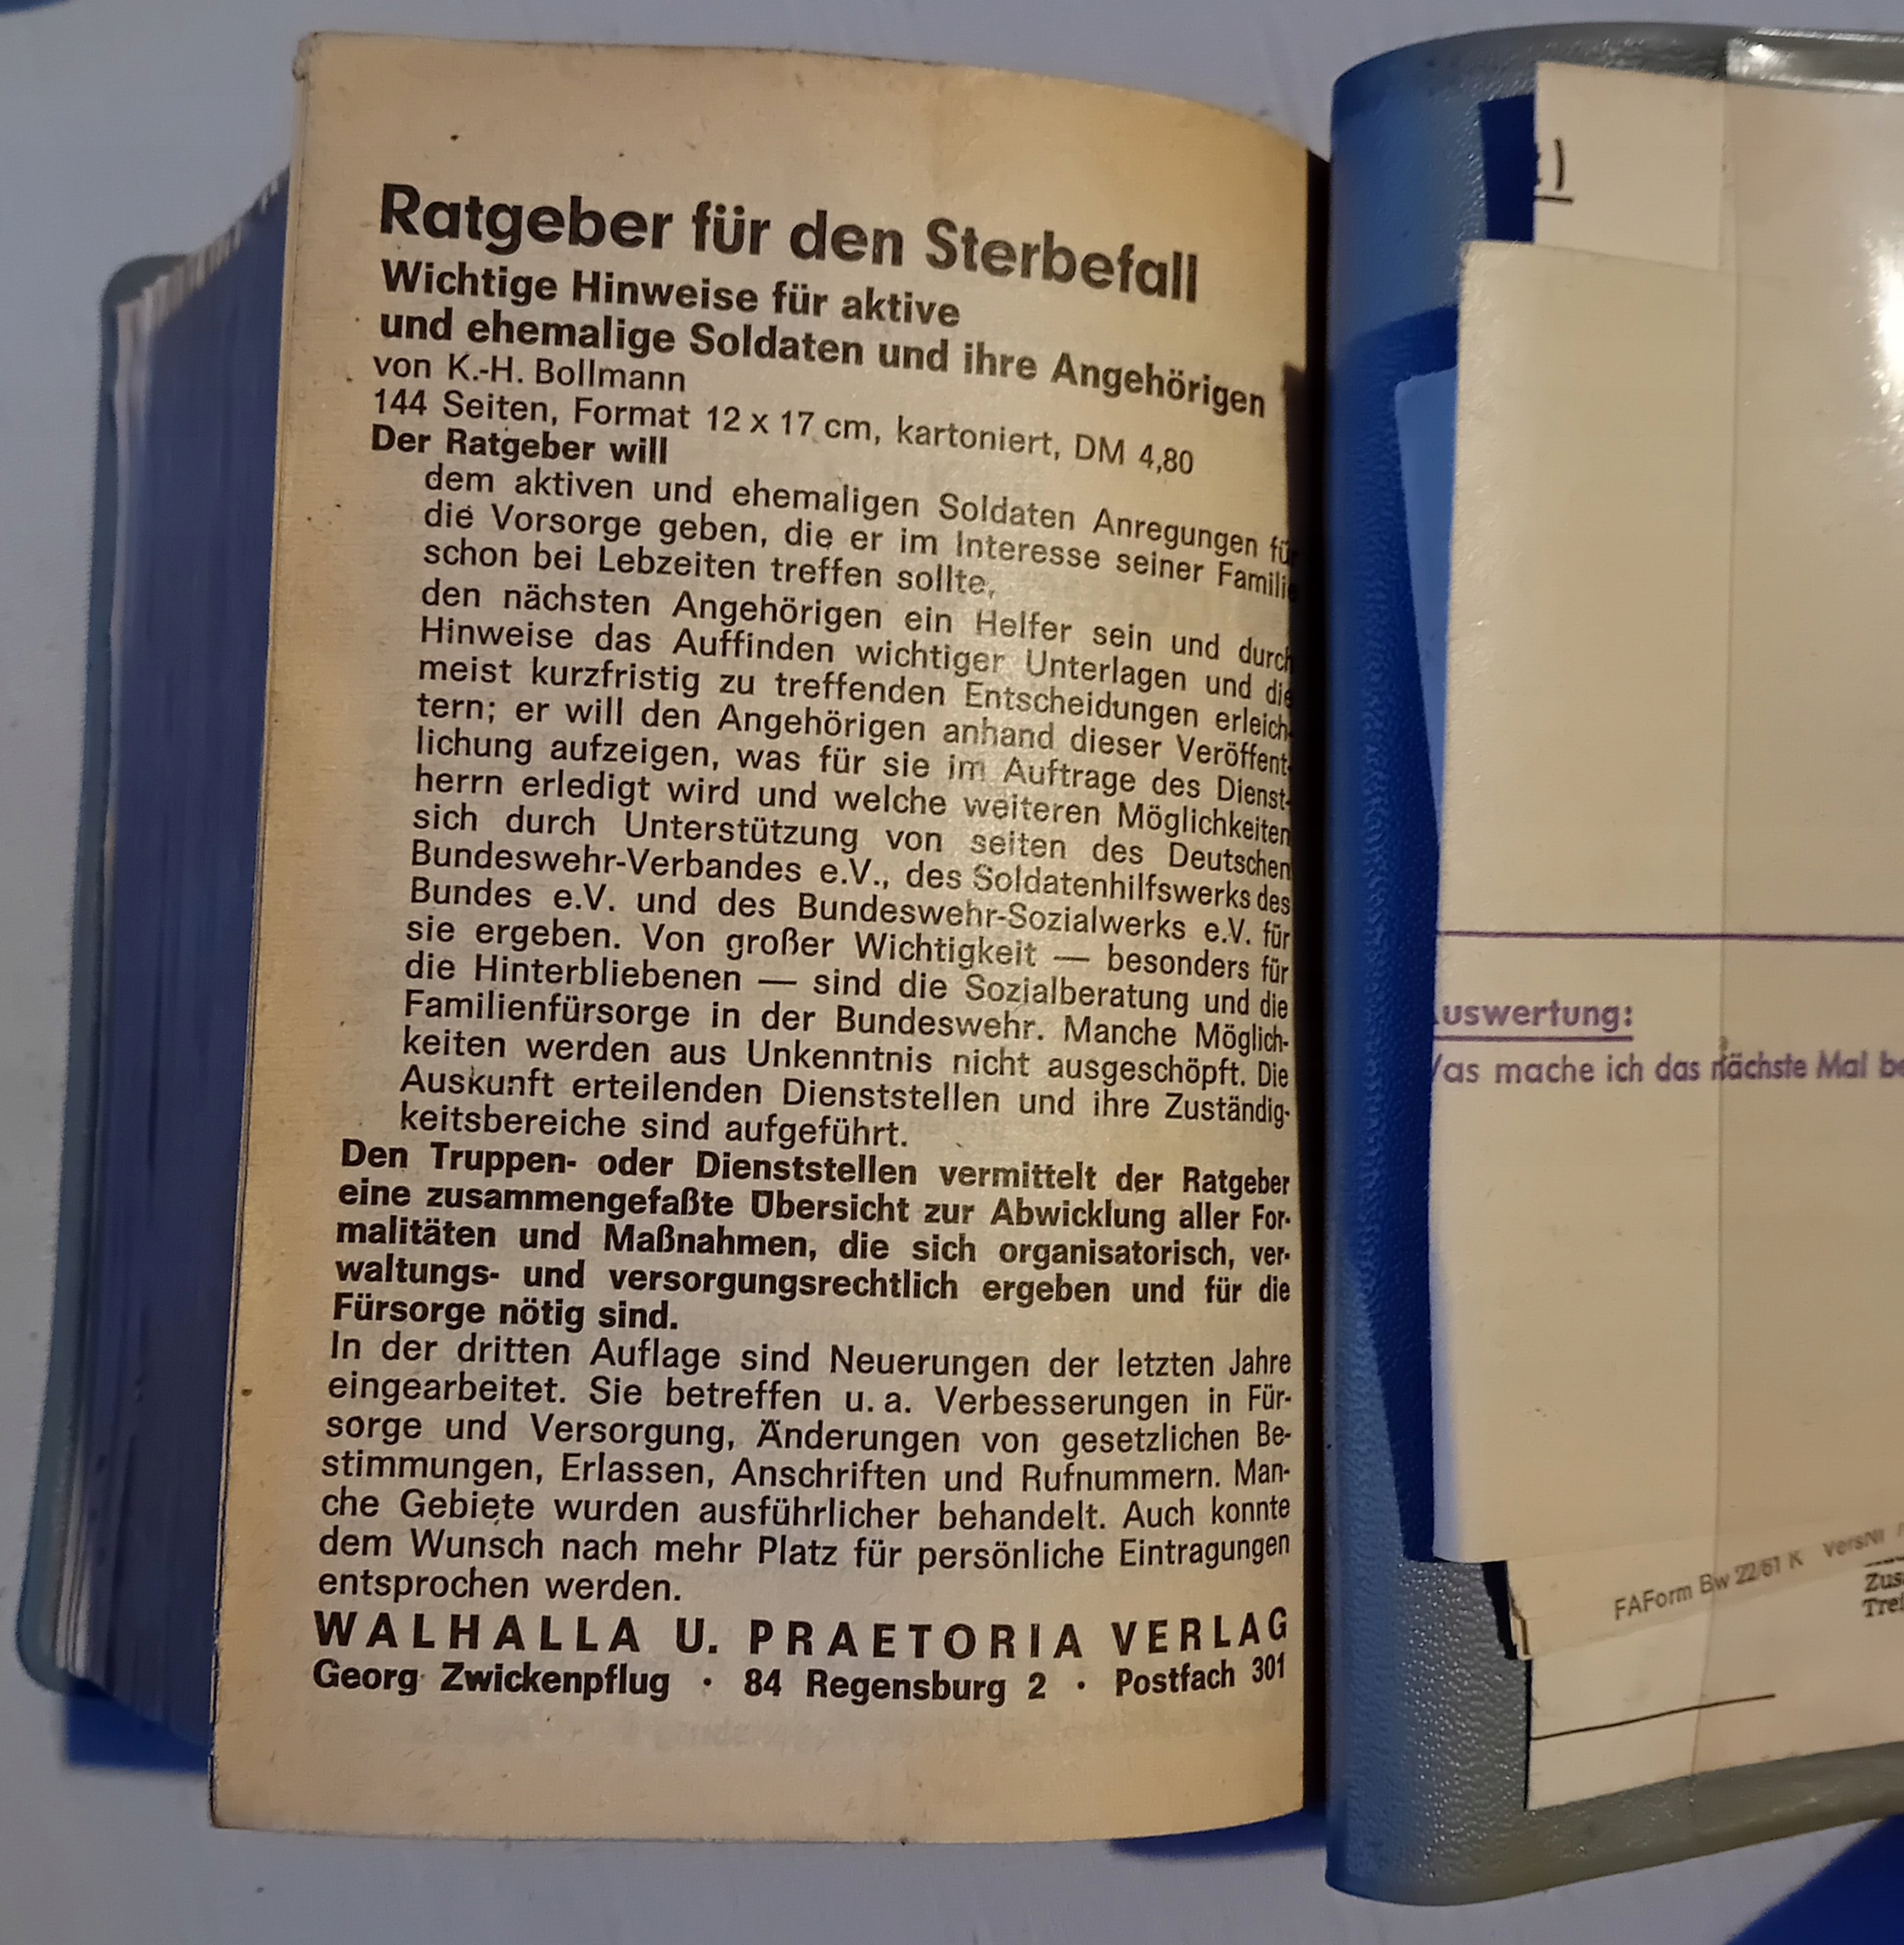 Ratgeber für den Sterbefall
Wichtige Hinweise für aktive
und ehemalige Soldaten und ihre Angehörigen
von K.-H. Bollmann
144 Seiten, Format 12 x 17 cm, kartoniert, DM 4,80
Der Ratgeber will
dem aktiven und ehemaligen Soldaten Anregungen für
die Vorsorge geben, die er im Interesse seiner Familie
schon bei Lebzeiten treffen sollte,
den nächsten Angehörigen ein Helfer sein und durch
Hinweise das Auffinden wichtiger Unterlagen und die
meist kurzfristig zu treffenden Entscheidungen erleich-
tern; er will den Angehörigen anhand dieser Veröffent-
lichung aufzeigen, was für sie im Auftrage des Dienst-
herrn erledigt wird und welche weiteren Möglichkeiten
sich durch Unterstützung von seiten des Deutschen
Bundeswehr-Verbandes e.V., des Soldatenhilfswerks des
Bundes e.V. und des Bundeswehr-Sozialwerks e.V. für
sie ergeben. Von großer Wichtigkeit — besonders für
die Hinterbliebenen — sind die Sozialberatung und die
Familienfürsorge in der Bundeswehr. Manche Möglich-
keiten werden aus Unkenntnis nicht ausgeschöpft. Die
Auskunft erteilenden Dienststellen und ihre Zuständig-
keitsbereiche sind aufgeführt.
Den Truppen- oder Dienststellen vermittelt der Ratgeber
eine zusammengefaßte Übersicht zur Abwicklung aller For-
malitäten und Maßnahmen, die sich organisatorisch, ver-
waltungs- und versorgungsrechtlich ergeben und für die
Fürsorge nötig sind.
In der dritten Auflage sind Neuerungen der letzten Jahre
eingearbeitet. Sie betreffen u. a. Verbesserungen in Für-
sorge und Versorgung, Änderungen von gesetzlichen Be-
stimmungen, Erlassen, Anschriften und Rufnummern. Man-
che Gebiete wurden ausführlicher behandelt. Auch konnte
dem Wunsch nach mehr Platz für persönliche Eintragungen
entsprochen werden.
WALHALLA U. PRAETORIA VERLAG
Georg Zwickenpflug · 84 Regensburg 2 · Postfach 301
uswertung:
as mache ich das nächste Mal be
FAForm Bw 22/61 K VersNr
Zus
Tref